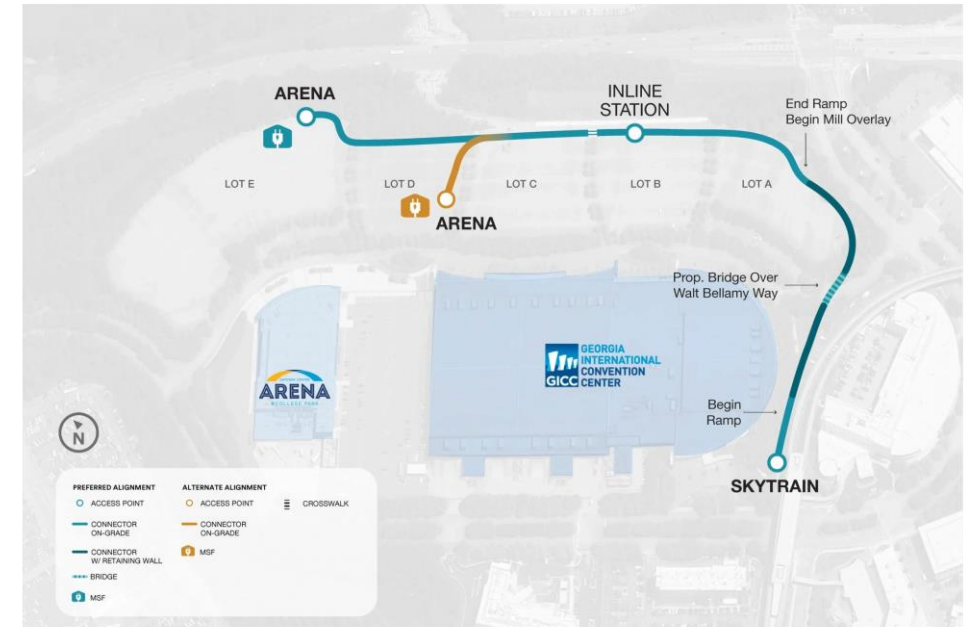 ARENA
INLINE
STATION
End Ramp
Begin Mill Overlay
LOT E
LOT D
LOT C
LOT B
LOT A
ARENA
Prop. Bridge Over
Walt Bellamy Way
GEORGIA
INTERNATIONAL
CONVENTION
CENTER
GICC
ARENA
Begin
Ramp
N
SKYTRAIN
PREFERRED ALIGNMENT
ALTERNATE ALIGNMENT
ACCESS POINT
ACCESS POINT
CROSSWALK
CONNECTOR
ON-GRADE
CONNECTOR
ON-GRADE
CONNECTOR
W/ RETAINING WALL
MSF
BRIDGE
MSF